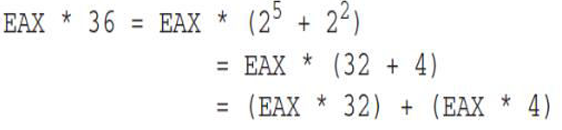 EAX * 36 = EAX * (2⁵ + 2²)
= EAX * (32 + 4)
= (EAX * 32) + (EAX * 4)